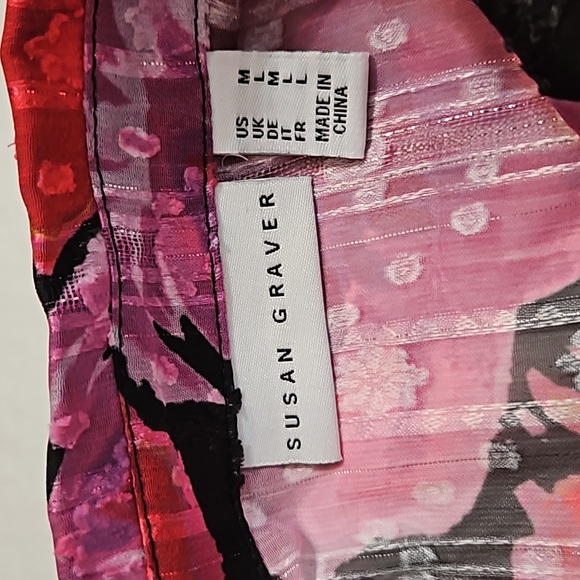 US M
UK L
DE M
IT L
FR L
MADE IN
CHINA
SUSAN GRAVER